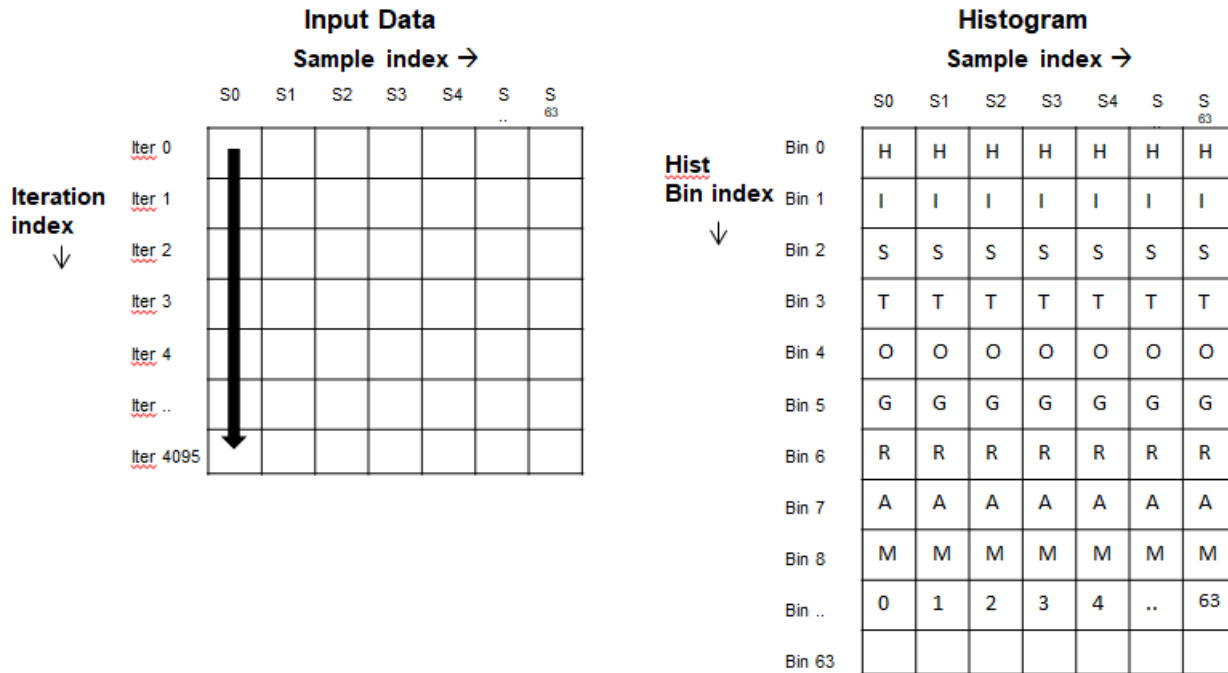 Input Data
Sample index →
S0 S1 S2 S3 S4 S .. S 63
Iter 0
Iter 1
Iter 2
Iter 3
Iter 4
Iter ..
Iter 4095
Iteration
index
↓
Histogram
Sample index →
S0 S1 S2 S3 S4 S .. S 63
Hist
Bin index
↓
Bin 0 H H H H H H H
Bin 1 I I I I I I I
Bin 2 S S S S S S S
Bin 3 T T T T T T T
Bin 4 O O O O O O O
Bin 5 G G G G G G G
Bin 6 R R R R R R R
Bin 7 A A A A A A A
Bin 8 M M M M M M M
Bin .. 0 1 2 3 4 .. 63
Bin 63